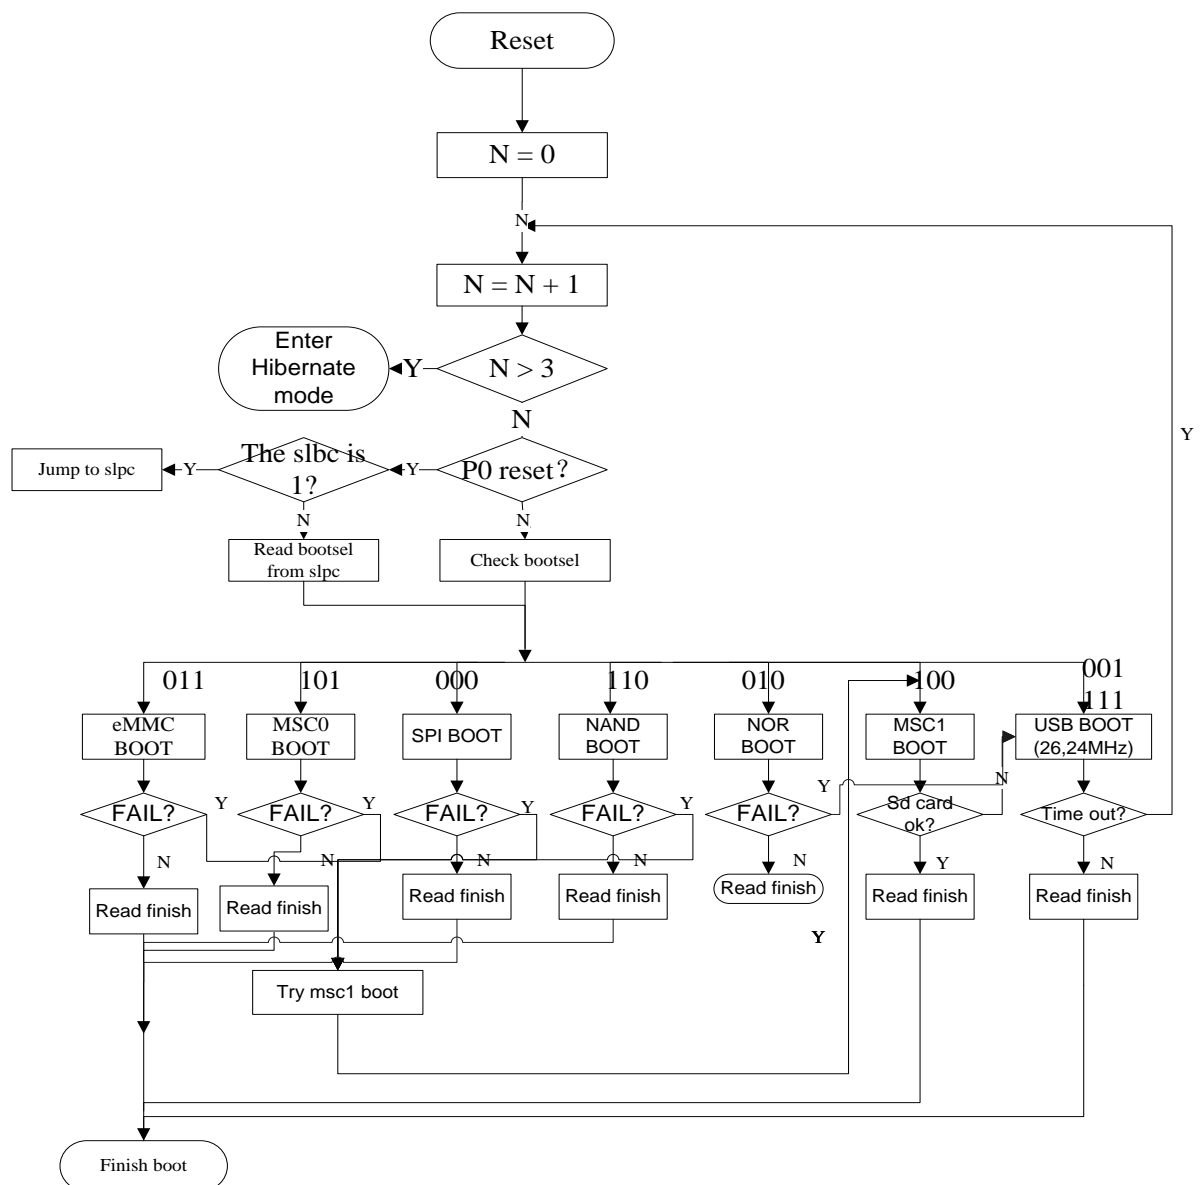 Reset
N = 0
N
N = N + 1
Enter
Hibernate
mode
Y
N > 3
N
Y
Jump to slpc
Y
The slbc is
1?
Y
P0 reset?
N
N
Read bootsel
from slpc
Check bootsel
011
101
000
110
010
100
001
111
eMMC
BOOT
MSC0
BOOT
SPI BOOT
NAND
BOOT
NOR
BOOT
MSC1
BOOT
USB BOOT
(26,24MHz)
FAIL?
Y
FAIL?
Y
FAIL?
Y
FAIL?
Y
FAIL?
Y
Sd card
ok?
N
Time out?
N
N
N
N
N
Y
N
Read finish
Read finish
Read finish
Read finish
Read finish
Read finish
Read finish
Y
Try msc1 boot
Finish boot